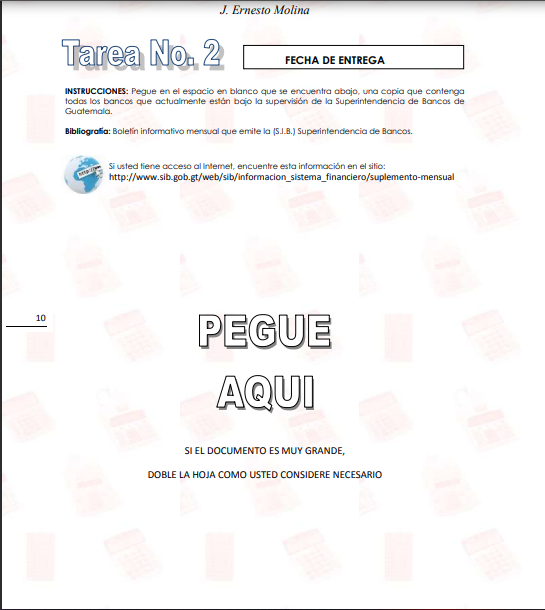 J. Ernesto Molina
Tarea No. 2
FECHA DE ENTREGA
INSTRUCCIONES: Pegue en el espacio en blanco que se encuentra abajo, una copia que contenga
todas los bancos que actualmente están bajo la supervisión de la Superintendencia de Bancos de
Guatemala.
Bibliografía: Boletín informativo mensual que emite la (S.I.B.) Superintendencia de Bancos.
http://
Si usted tiene acceso al Internet, encuentre esta información en el sitio:
http://www.sib.gob.gt/web/sib/informacion_sistema_financiero/suplemento-mensual
10
PEGUE
AQUI
SI EL DOCUMENTO ES MUY GRANDE,
DOBLE LA HOJA COMO USTED CONSIDERE NECESARIO